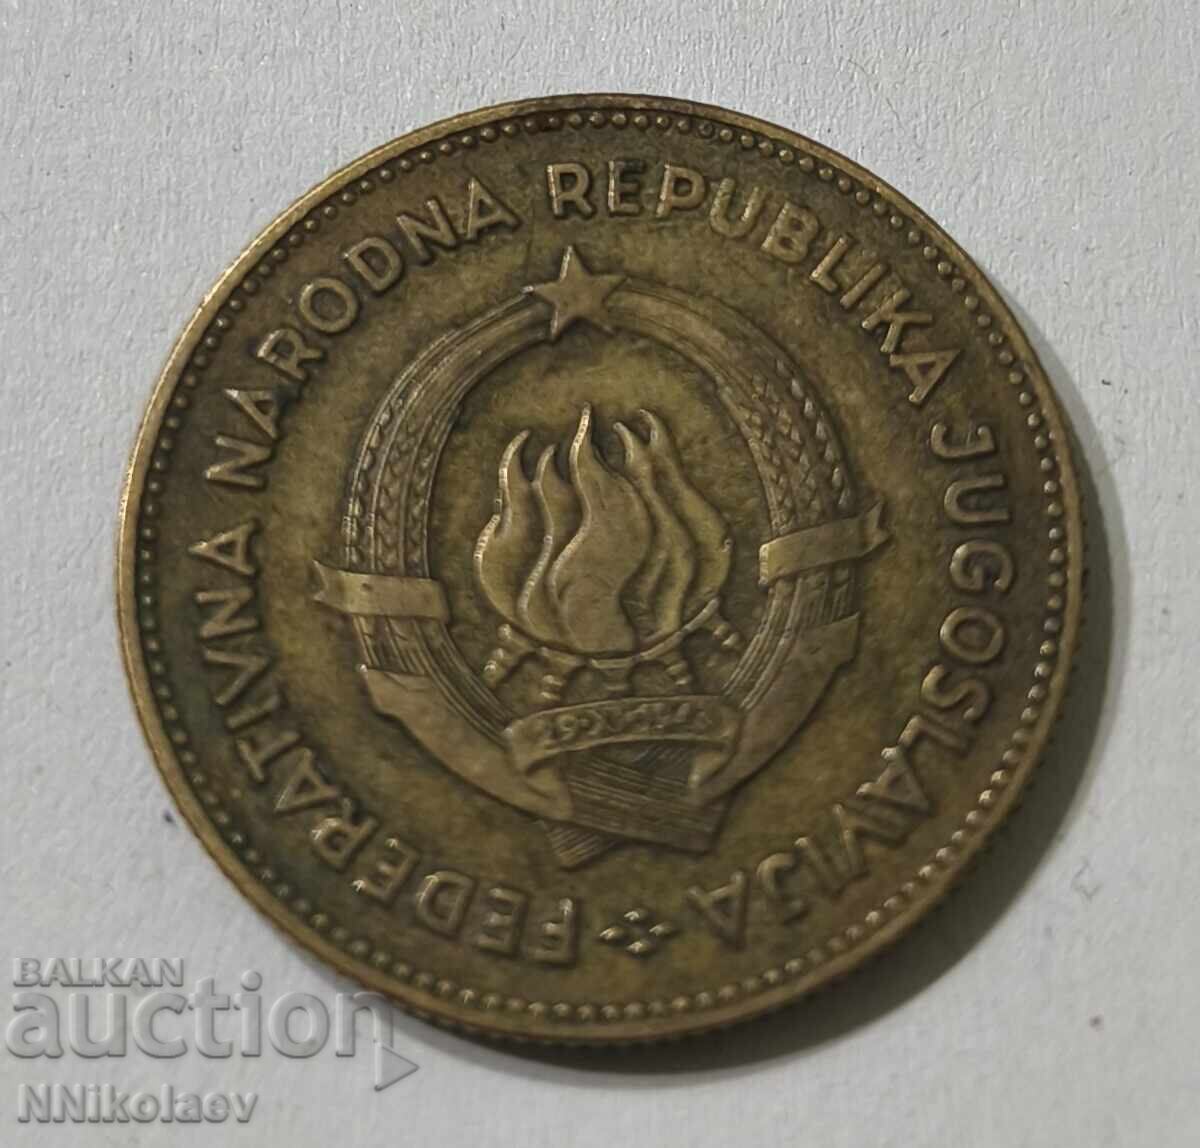 FEDERATIVNA NARODNA REPUBLIKA JUGOSLAVIJA
BALKAN
auction
NNikolaev